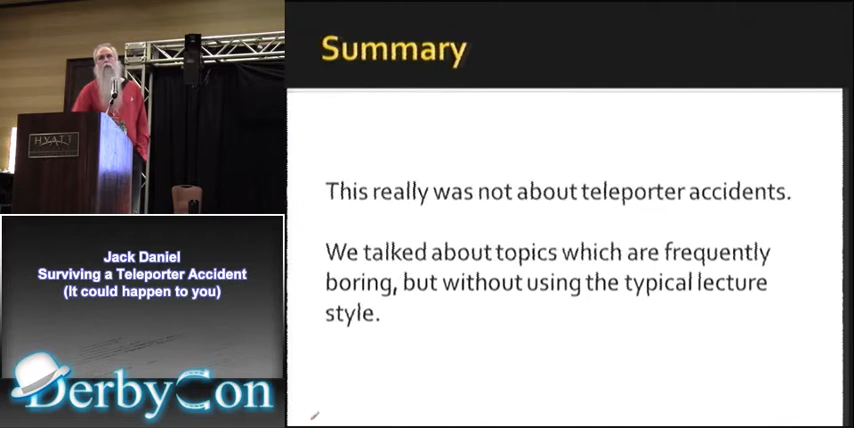 Summary
This really was not about teleporter accidents.
We talked about topics which are frequently
boring, but without using the typical lecture
style.
HYATT
Jack Daniel
Surviving a Teleporter Accident
(It could happen to you)
DerbyCon